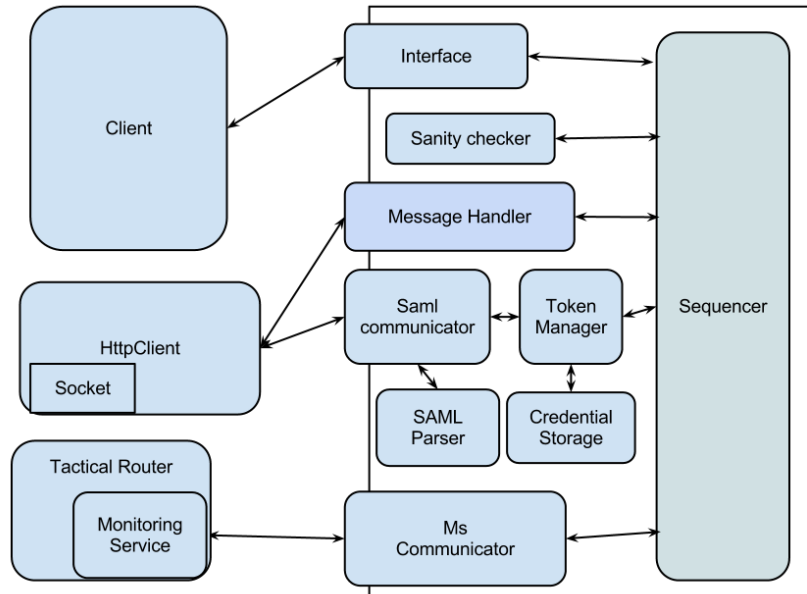 Client
Interface
Sanity checker
Message Handler
HttpClient
Socket
Saml
communicator
Token
Manager
Sequencer
SAML
Parser
Credential
Storage
Tactical Router
Monitoring
Service
Ms
Communicator